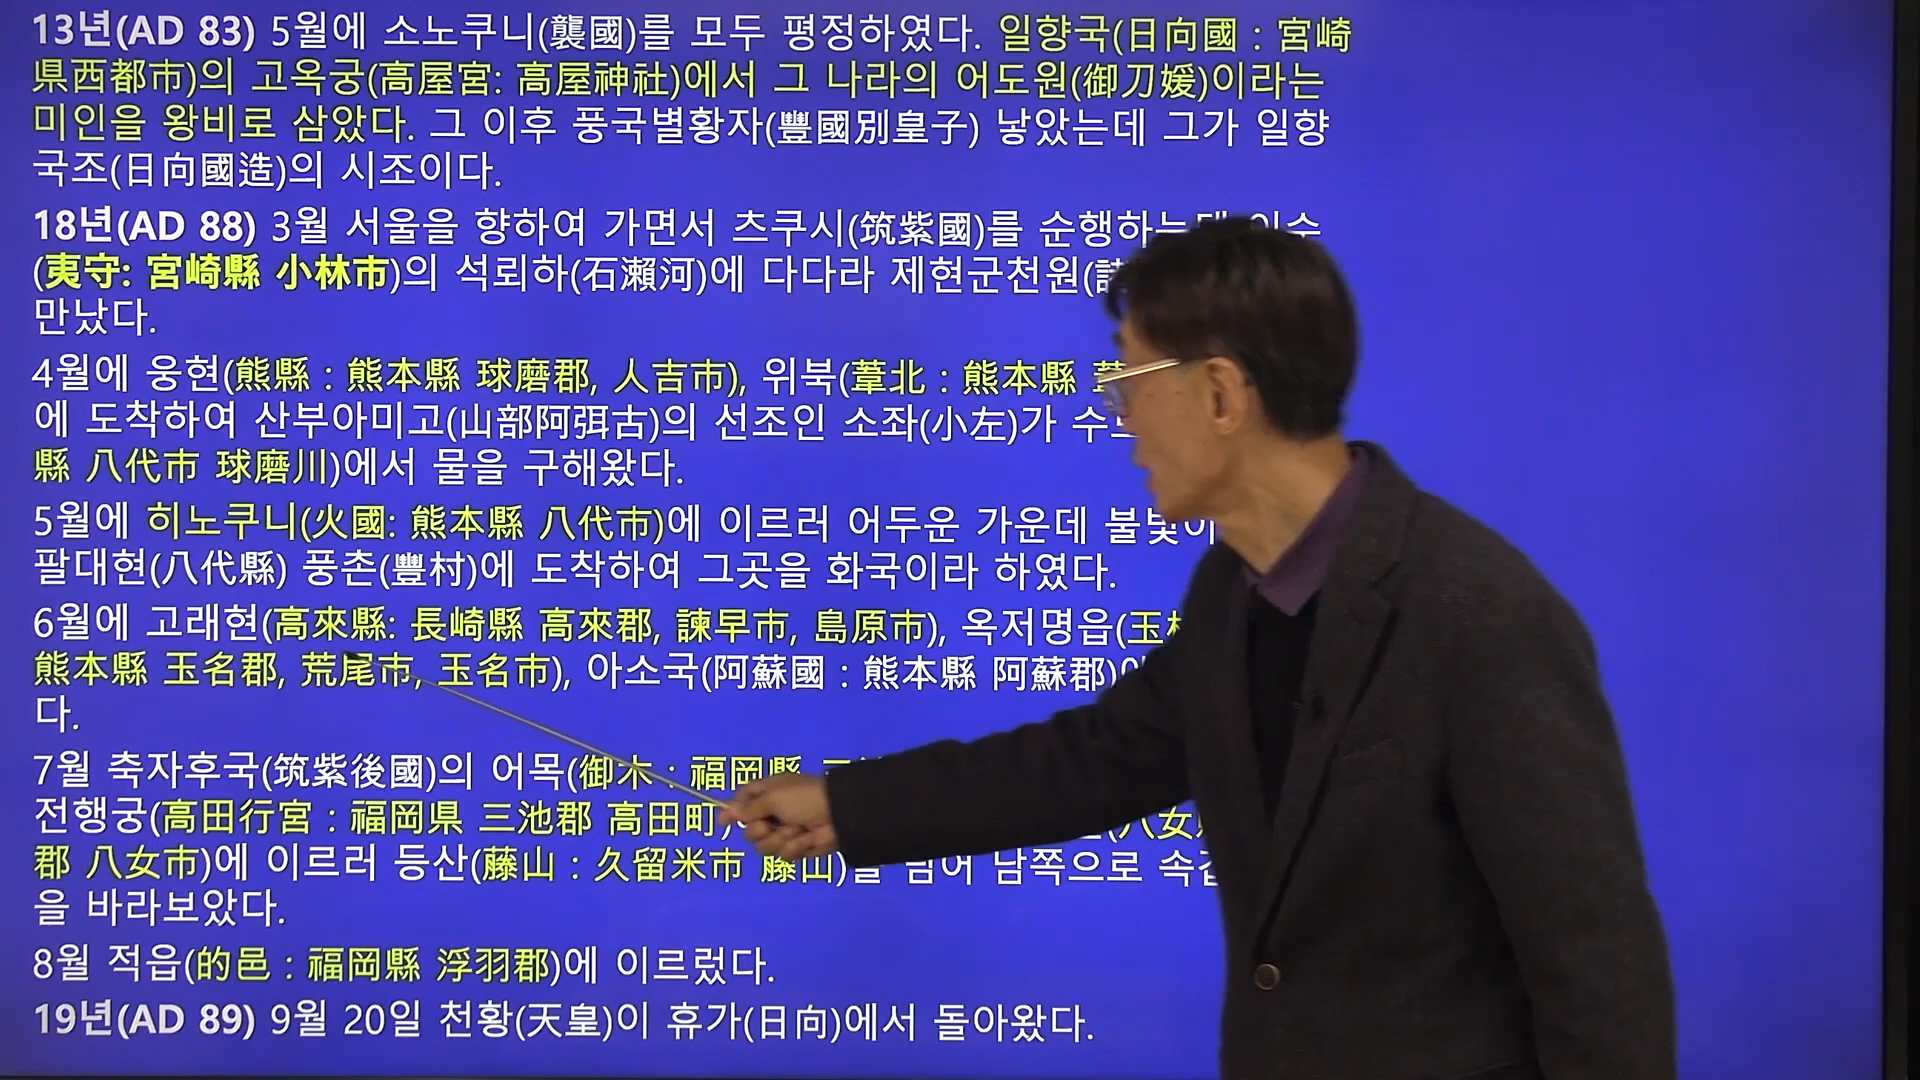 13년(AD 83) 5월에 소노쿠니(襲國)를 모두 평정하였다. 일향국(日向國 : 宮崎
県西都市)의 고옥궁(高屋宮: 高屋神社)에서 그 나라의 어도원(御刀媛)이라는
미인을 왕비로 삼았다. 그 이후 풍국별황자(豐國別皇子) 낳았는데 그가 일향
국조(日向國造)의 시조이다.
18년(AD 88) 3월 서울을 향하여 가면서 츠쿠시(筑紫國)를
(夷守: 宮崎縣 小林市)의 석뢰하(石瀨河)에 다다라 제현군천원(
만났다.
4월에 웅현(熊縣 : 熊本縣 球磨郡, 人吉市), 위북(葦北 : 熊本縣
에 도착하여 산부아미고(山部阿弭古)의 선조인 소좌(小左)가
縣 八代市 球磨川)에서 물을 구해왔다.
5월에 히노쿠니(火國: 熊本縣 八代市)에 이르러 어두운 가운데
팔대현(八代縣) 풍촌(豐村)에 도착하여 그곳을 화국이라 하였다.
6월에 고래현(高來縣: 長崎縣 高來郡, 諫早市, 島原市), 옥저명읍(
熊本縣 玉名郡, 荒尾市, 玉名市), 아소국(阿蘇國 : 熊本縣 阿蘇郡)
다.
7월 축자후국(筑紫後國)의 어목(御木 : 福岡縣
전행궁(高田行宮 : 福岡県 三池郡 高田町)
郡 八女市)에 이르러 등산(藤山 : 久留米市 藤山) 남쪽으로
을 바라보았다.
8월 적읍(的邑 : 福岡縣 浮羽郡)에 이르렀다.
19년(AD 89) 9월 20일 천황(天皇)이 휴가(日向)에서 돌아왔다.